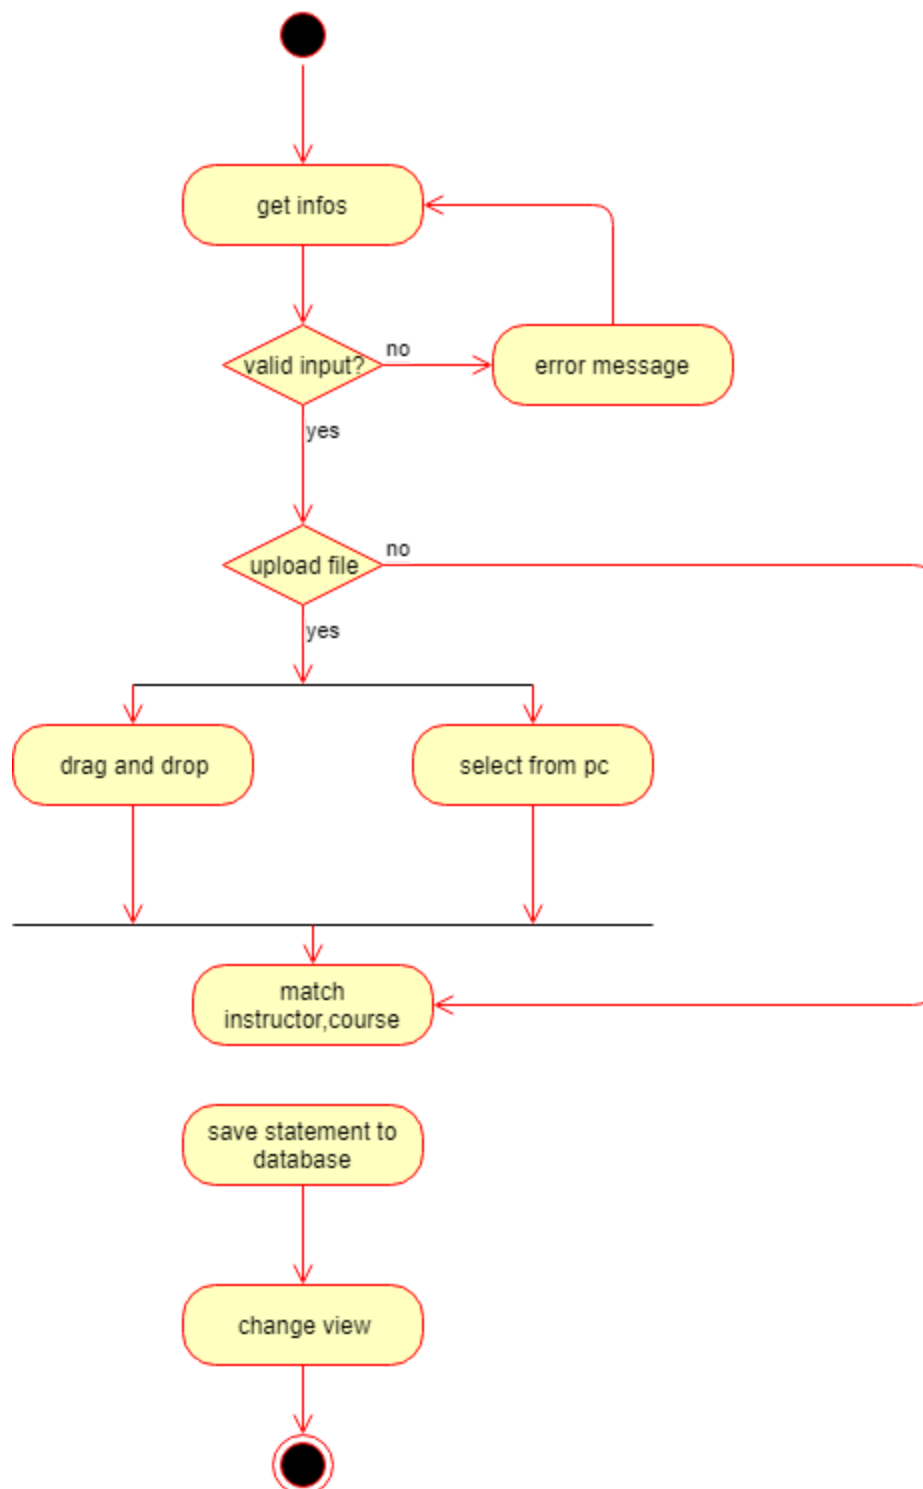 get infos
valid input?
no
error message
yes
upload file
no
yes
drag and drop
select from pc
match
instructor,course
save statement to
database
change view